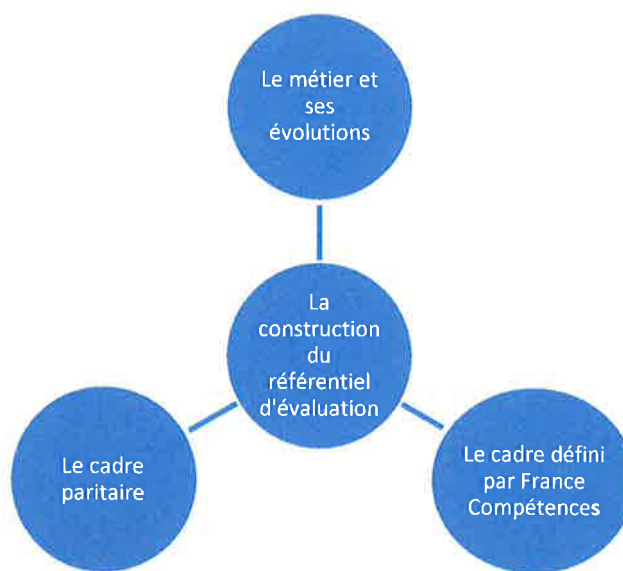 Le métier et
ses
évolutions
La
construction
du
référentiel
d'évaluation
Le cadre
paritaire
Le cadre défini
par France
Compétences